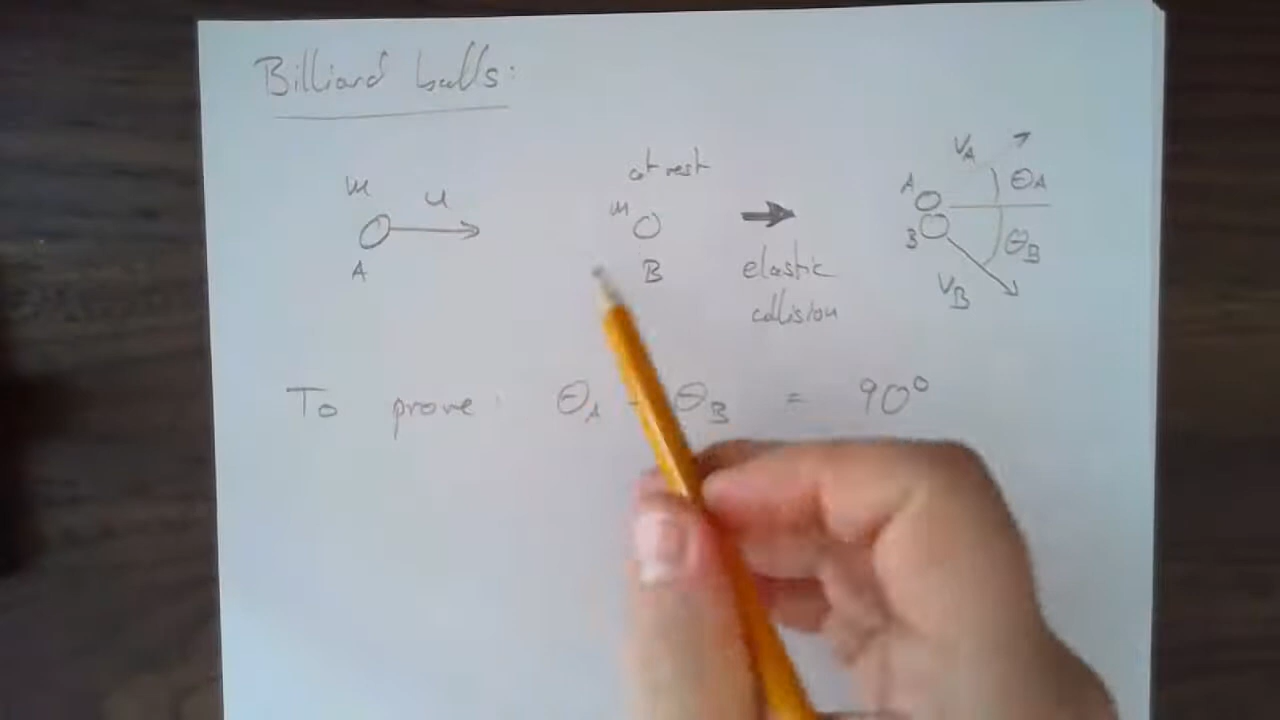 Billiard balls:
m
u
A
at rest
m
B
elastic
collision
VA
A
ΘA
B
ΘB
VB
To prove: ΘA + ΘB = 90°